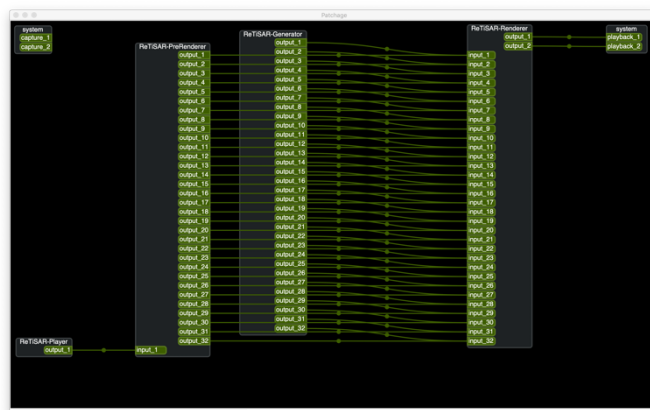 Patchage
system
capture_1
capture_2
ReTiSAR-PreRenderer
output_1
output_2
output_3
output_4
output_5
output_6
output_7
output_8
output_9
output_10
output_11
output_12
output_13
output_14
output_15
output_16
output_17
output_18
output_19
output_20
output_21
output_22
output_23
output_24
output_25
output_26
output_27
output_28
output_29
output_30
output_31
output_32
input_1
ReTiSAR-Player
output_1
ReTiSAR-Generator
output_1
output_2
output_3
output_4
output_5
output_6
output_7
output_8
output_9
output_10
output_11
output_12
output_13
output_14
output_15
output_16
output_17
output_18
output_19
output_20
output_21
output_22
output_23
output_24
output_25
output_26
output_27
output_28
output_29
output_30
output_31
output_32
ReTiSAR-Renderer
output_1
output_2
input_1
input_2
input_3
input_4
input_5
input_6
input_7
input_8
input_9
input_10
input_11
input_12
input_13
input_14
input_15
input_16
input_17
input_18
input_19
input_20
input_21
input_22
input_23
input_24
input_25
input_26
input_27
input_28
input_29
input_30
input_31
input_32
system
playback_1
playback_2